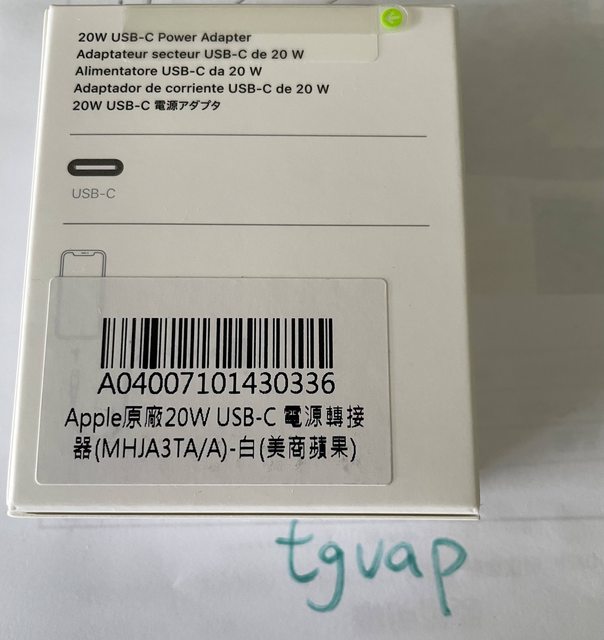 20W USB-C Power Adapter
Adaptateur secteur USB-C de 20 W
Alimentatore USB-C da 20 W
Adaptador de corriente USB-C de 20 W
20W USB-C 電源アダプタ
USB-C
A04007101430336
Apple原廠20W USB-C 電源轉接
器(MHJA3TA/A)-白(美商蘋果)
tgvap